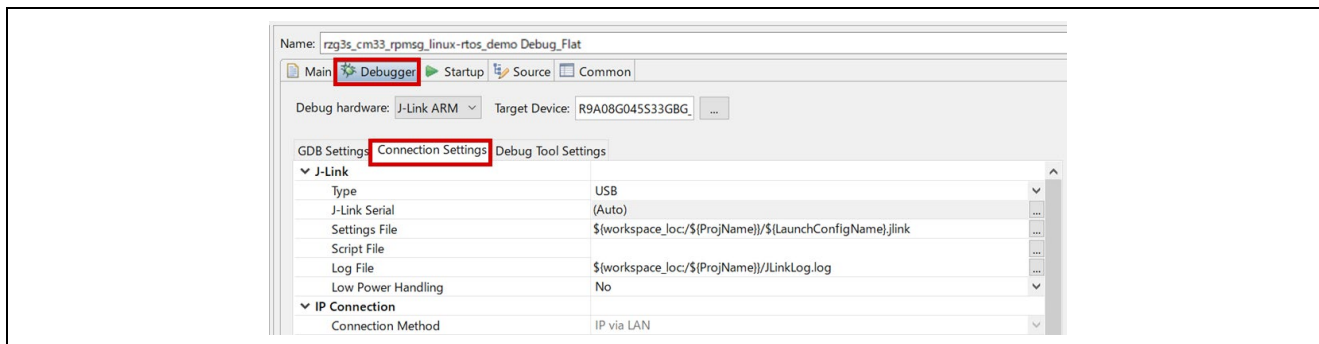 Name: rzg3s_cm33_rpmsg_linux-rtos_demo Debug_Flat
Main Debugger Startup Source Common
Debug hardware: J-Link ARM Target Device: R9A08G045S33GBG_ ...
GDB Settings Connection Settings Debug Tool Settings
J-Link
Type USB
J-Link Serial (Auto) ...
Settings File ${workspace_loc:/${ProjName}}/${LaunchConfigName}.jlink ...
Script File ...
Log File ${workspace_loc:/${ProjName}}/JLinkLog.log ...
Low Power Handling No
IP Connection
Connection Method IP via LAN